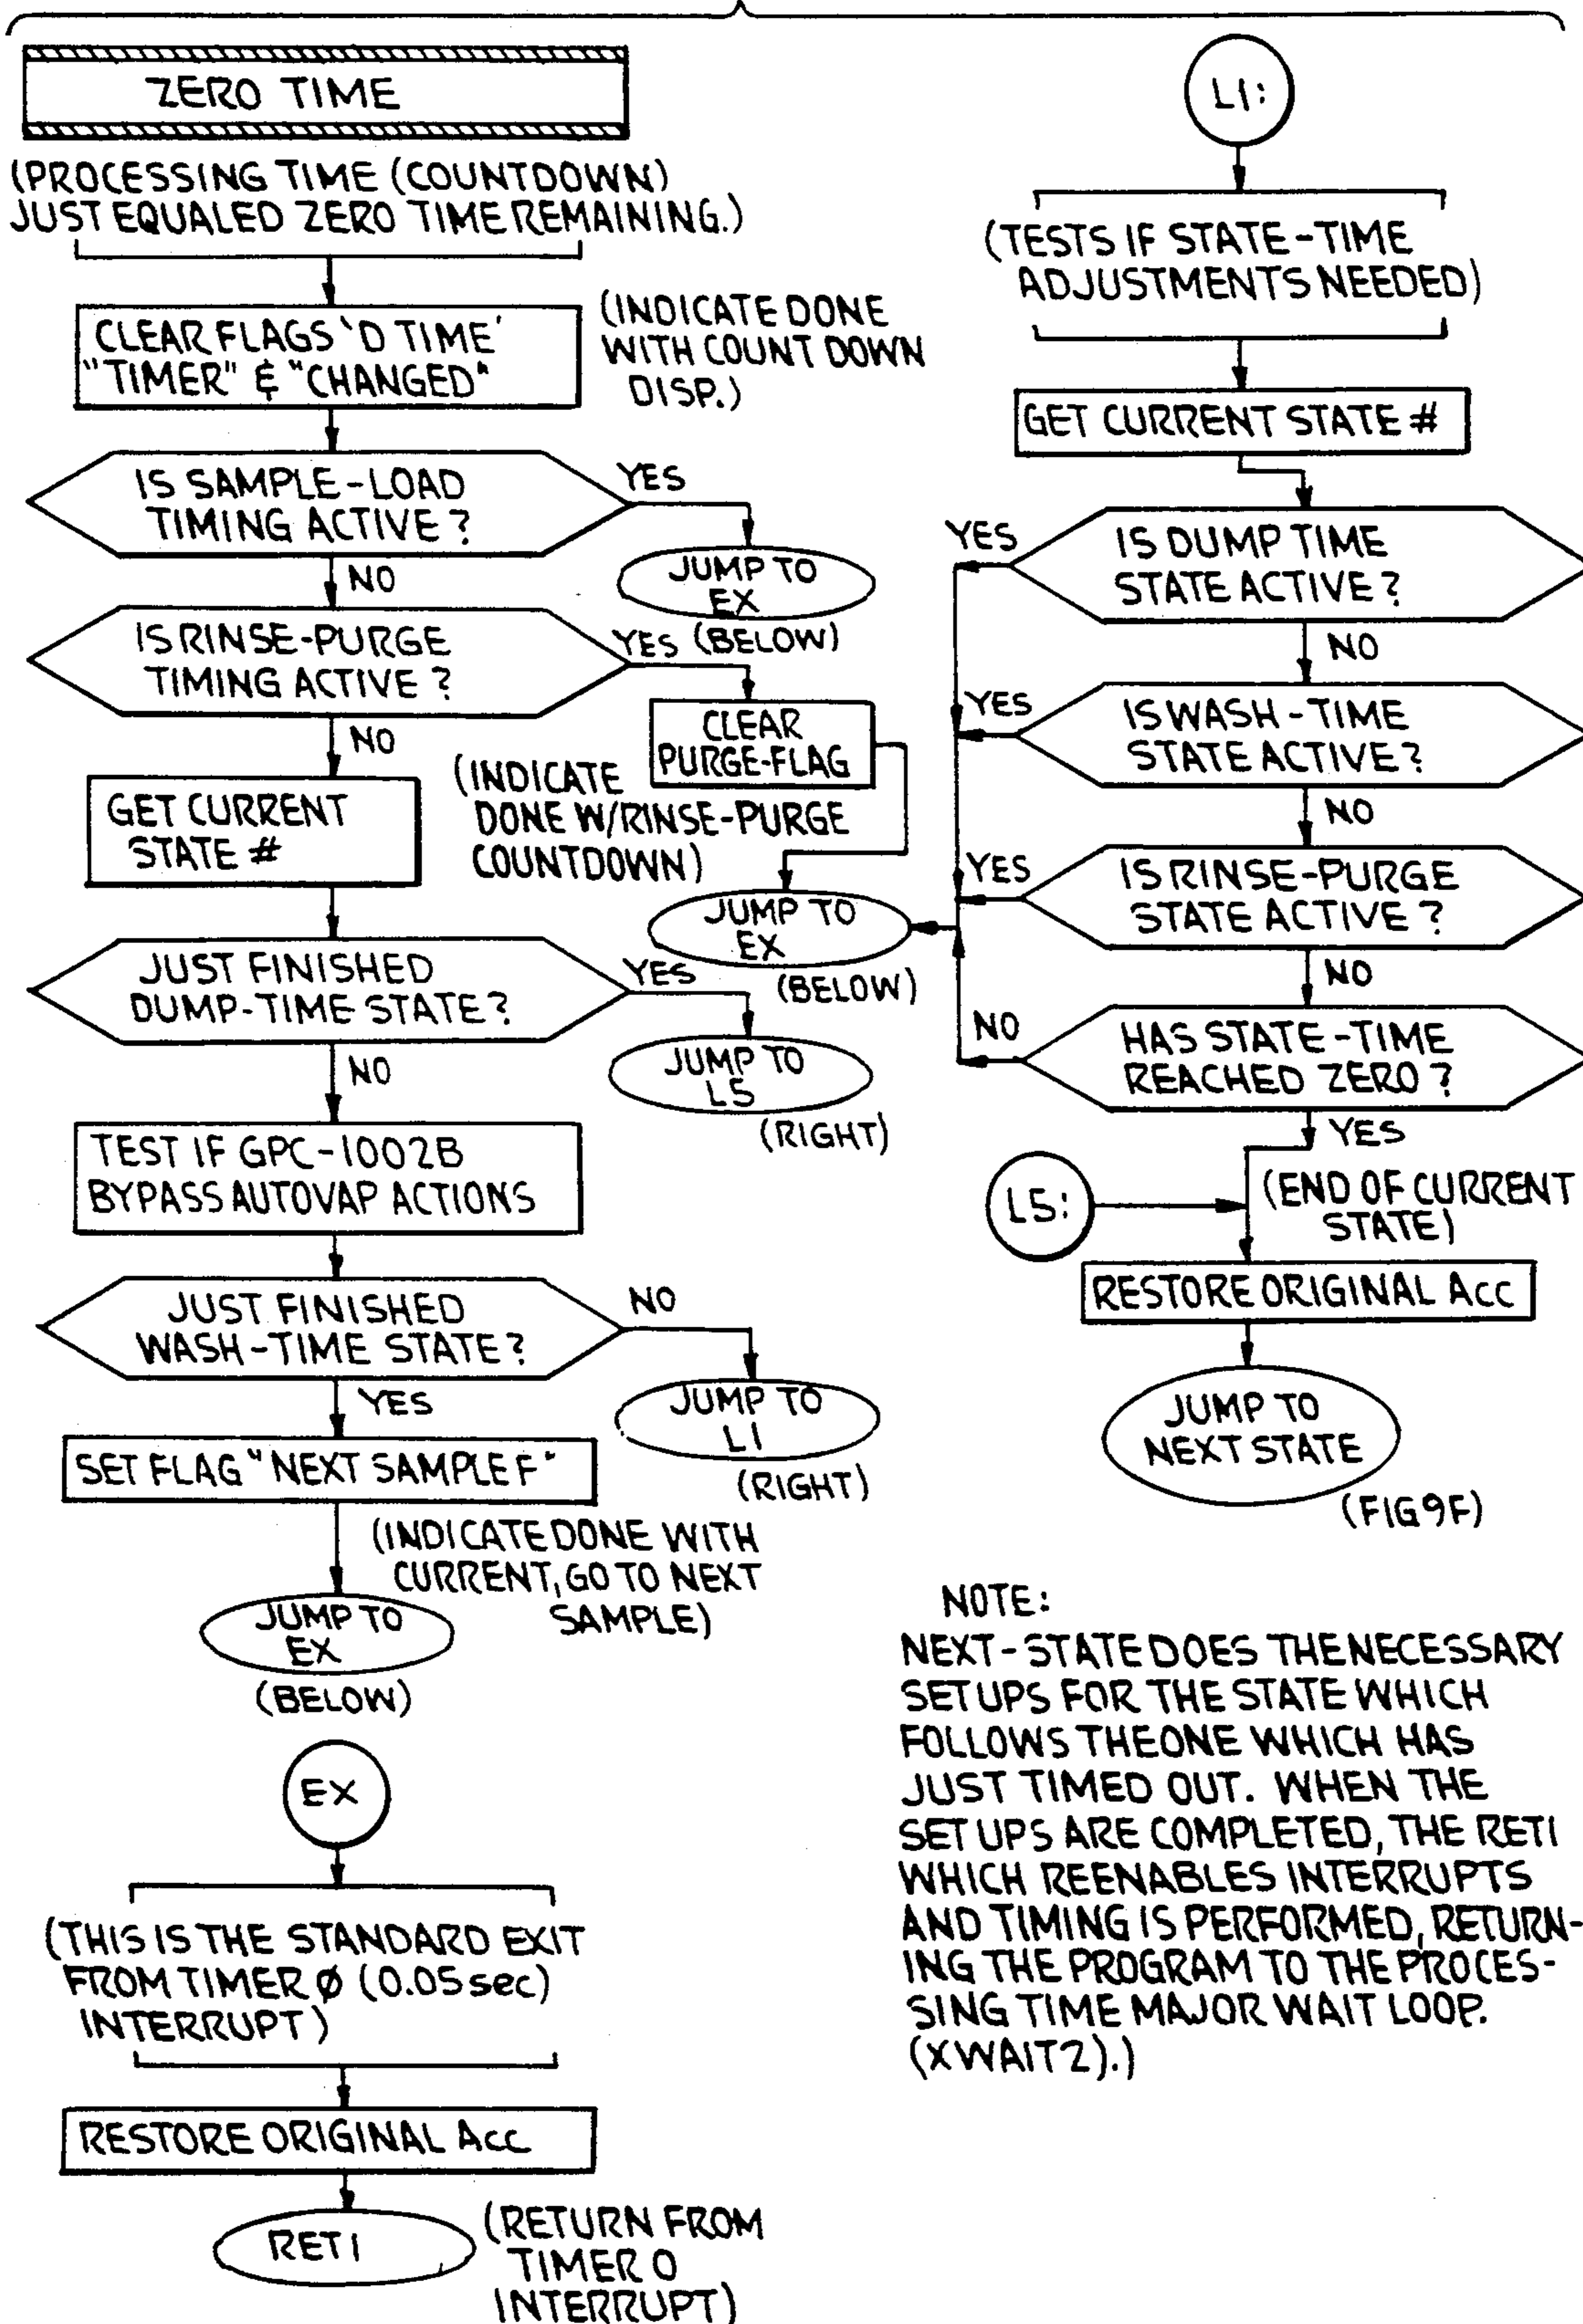 ZERO TIME
(PROCESSING TIME (COUNTDOWN)
JUST EQUALED ZERO TIME REMAINING.)
CLEAR FLAGS 'D TIME'
"TIMER" & "CHANGED"
(INDICATE DONE
WITH COUNT DOWN
DISP.)
IS SAMPLE-LOAD
TIMING ACTIVE?
YES
JUMP TO
EX
(BELOW)
NO
IS RINSE-PURGE
TIMING ACTIVE?
YES
CLEAR
PURGE-FLAG
(INDICATE
DONE W/RINSE-PURGE
COUNTDOWN)
JUMP TO
EX
(BELOW)
NO
GET CURRENT
STATE #
JUST FINISHED
DUMP-TIME STATE?
YES
JUMP TO
L5
(RIGHT)
NO
TEST IF GPC-1002B
BYPASS AUTOVAP ACTIONS
JUST FINISHED
WASH-TIME STATE?
NO
JUMP TO
L1
(RIGHT)
YES
SET FLAG "NEXT SAMPLE F"
(INDICATE DONE WITH
CURRENT, GO TO NEXT
SAMPLE)
JUMP TO
EX
(BELOW)
EX
(THIS IS THE STANDARD EXIT
FROM TIMER Ø (0.05 sec)
INTERRUPT)
RESTORE ORIGINAL Acc
RETI
(RETURN FROM
TIMER 0
INTERRUPT)
L1:
(TESTS IF STATE-TIME
ADJUSTMENTS NEEDED)
GET CURRENT STATE #
IS DUMP TIME
STATE ACTIVE?
YES
NO
IS WASH-TIME
STATE ACTIVE?
YES
NO
IS RINSE-PURGE
STATE ACTIVE?
YES
NO
HAS STATE-TIME
REACHED ZERO?
NO
YES
L5:
(END OF CURRENT
STATE)
RESTORE ORIGINAL Acc
JUMP TO
NEXT STATE
(FIG 9F)
NOTE:
NEXT-STATE DOES THE NECESSARY
SET UPS FOR THE STATE WHICH
FOLLOWS THE ONE WHICH HAS
JUST TIMED OUT. WHEN THE
SET UPS ARE COMPLETED, THE RETI
WHICH REENABLES INTERRUPTS
AND TIMING IS PERFORMED, RETURN-
ING THE PROGRAM TO THE PROCES-
SING TIME MAJOR WAIT LOOP.
(XWAIT2).)